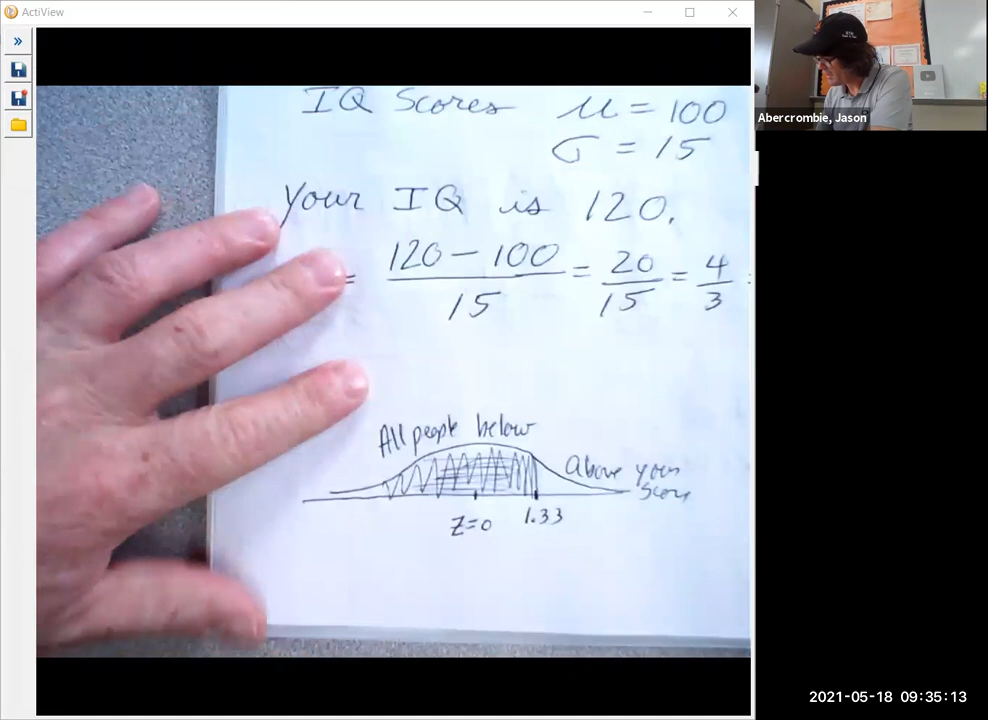 ActiView
IQ Scores μ = 100
σ = 15
Your IQ is 120.
= 120 - 100 / 15 = 20 / 15 = 4 / 3 =
All people below
Above your
score
z=0 1.33
Abercrombie, Jason
2021-05-18 09:35:13